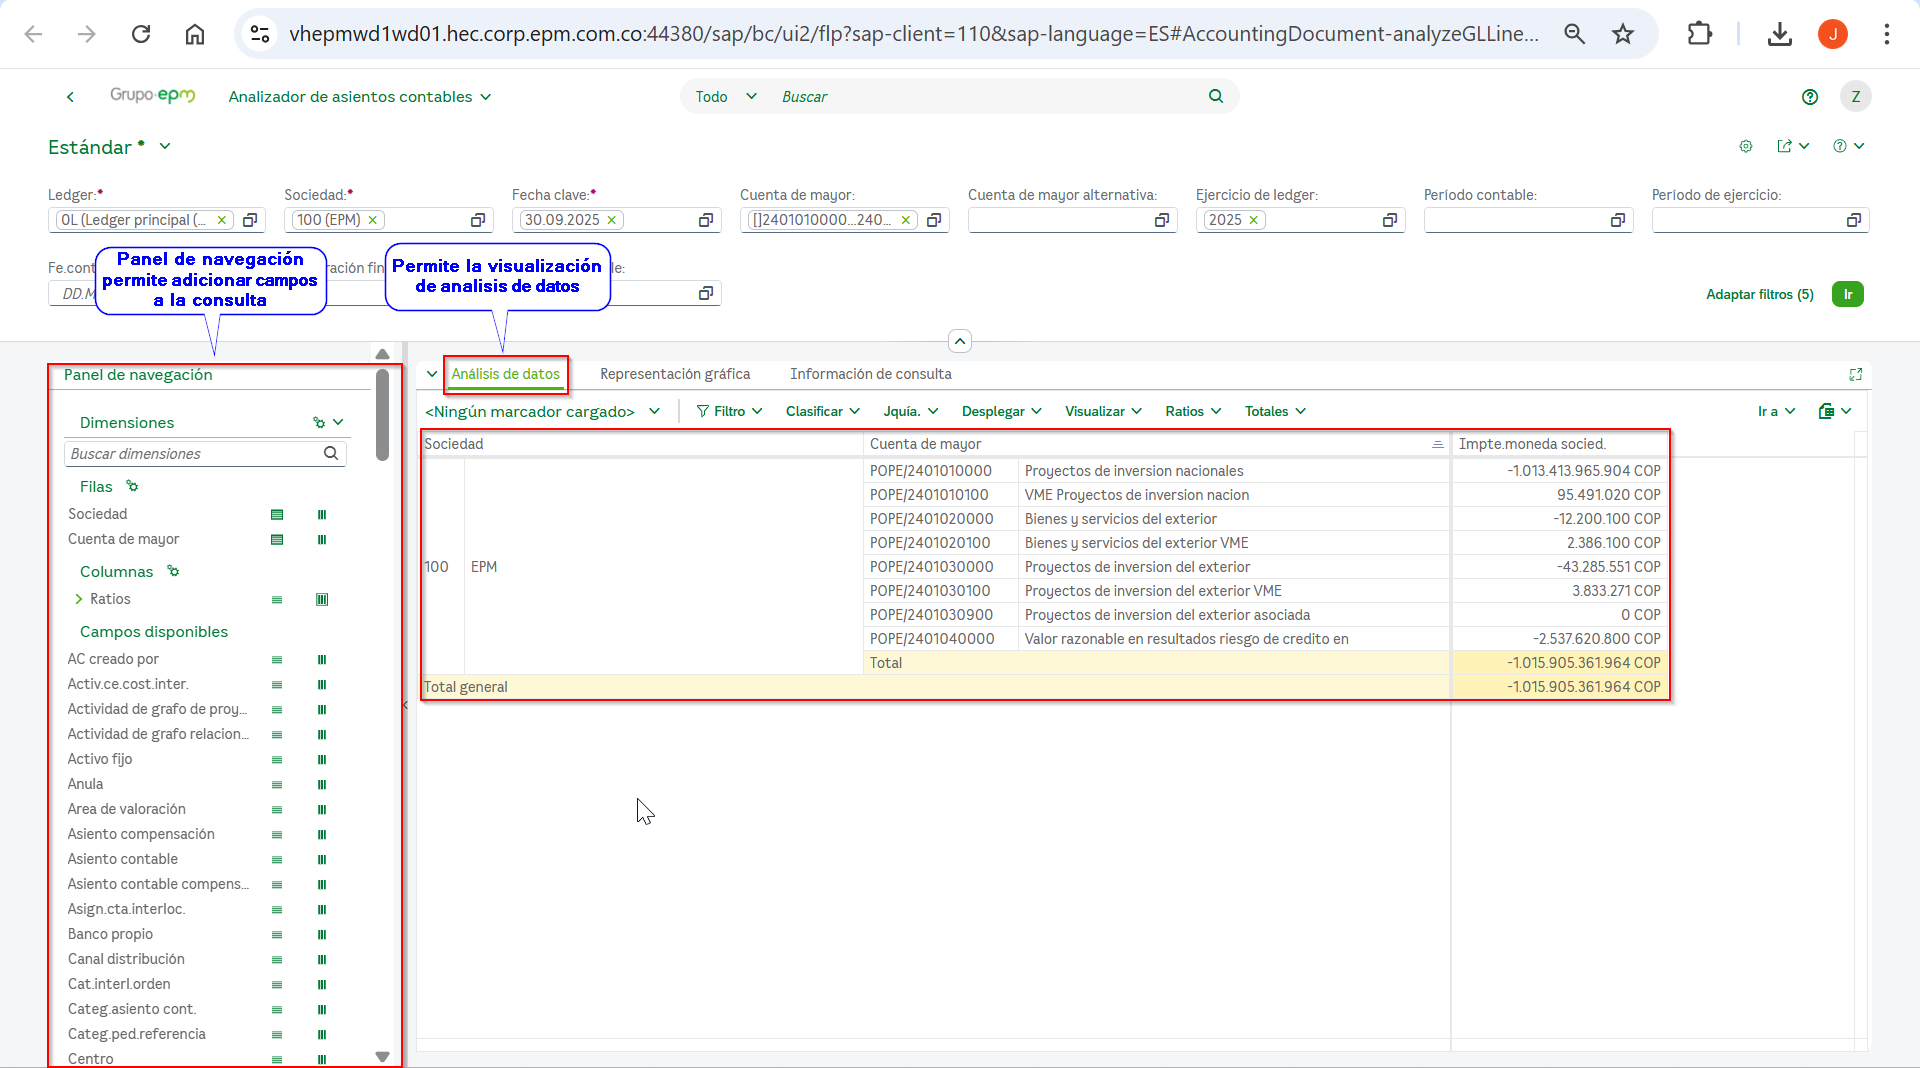 vhepmwd1wd01.hec.corp.epm.com.co:44380/sap/bc/ui2/flp?sap-client=110&sap-language=ES#AccountingDocument-analyzeGLLine...
J
Grupo·epm
Analizador de asientos contables
Todo
Buscar
Z
Estándar *
Ledger:*
Sociedad:*
Fecha clave:*
Cuenta de mayor:
Cuenta de mayor alternativa:
Ejercicio de ledger:
Período contable:
Período de ejercicio:
0L (Ledger principal (...
100 (EPM)
30.09.2025
[]2401010000...240...
2025
Panel de navegación
permite adicionar campos
a la consulta
Permite la visualización
de analisis de datos
Adaptar filtros (5)
Ir
Panel de navegación
Dimensiones
Buscar dimensiones
Filas
Sociedad
Cuenta de mayor
Columnas
Ratios
Campos disponibles
AC creado por
Activ.ce.cost.inter.
Actividad de grafo de proy...
Actividad de grafo relacion...
Activo fijo
Anula
Area de valoración
Asiento compensación
Asiento contable
Asiento contable compens...
Asign.cta.interloc.
Banco propio
Canal distribución
Cat.interl.orden
Categ.asiento cont.
Categ.ped.referencia
Centro
Análisis de datos
Representación gráfica
Información de consulta
<Ningún marcador cargado>
Filtro
Clasificar
Jquía.
Desplegar
Visualizar
Ratios
Totales
Ir a
Sociedad
Cuenta de mayor
Impte.moneda socied.
100 EPM
POPE/2401010000 Proyectos de inversion nacionales -1.013.413.965.904 COP
POPE/2401010100 VME Proyectos de inversion nacion 95.491.020 COP
POPE/2401020000 Bienes y servicios del exterior -12.200.100 COP
POPE/2401020100 Bienes y servicios del exterior VME 2.386.100 COP
POPE/2401030000 Proyectos de inversion del exterior -43.285.551 COP
POPE/2401030100 Proyectos de inversion del exterior VME 3.833.271 COP
POPE/2401030900 Proyectos de inversion del exterior asociada 0 COP
POPE/2401040000 Valor razonable en resultados riesgo de credito en -2.537.620.800 COP
Total -1.015.905.361.964 COP
Total general -1.015.905.361.964 COP